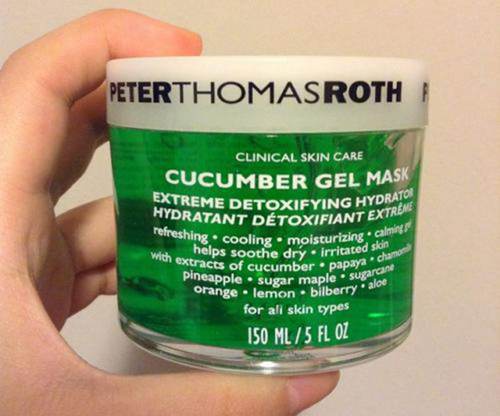 PETERTHOMASROTH P
CLINICAL SKIN CARE
CUCUMBER GEL MASK
EXTREME DETOXIFYING HYDRATOR
HYDRATANT DÉTOXIFIANT EXTRÊME
refreshing • cooling • moisturizing • calming gel
helps soothe dry • irritated skin
with extracts of cucumber • papaya • chamomile
pineapple • sugar maple • sugarcane
orange • lemon • bilberry • aloe
for all skin types
150 ML/5 FL OZ